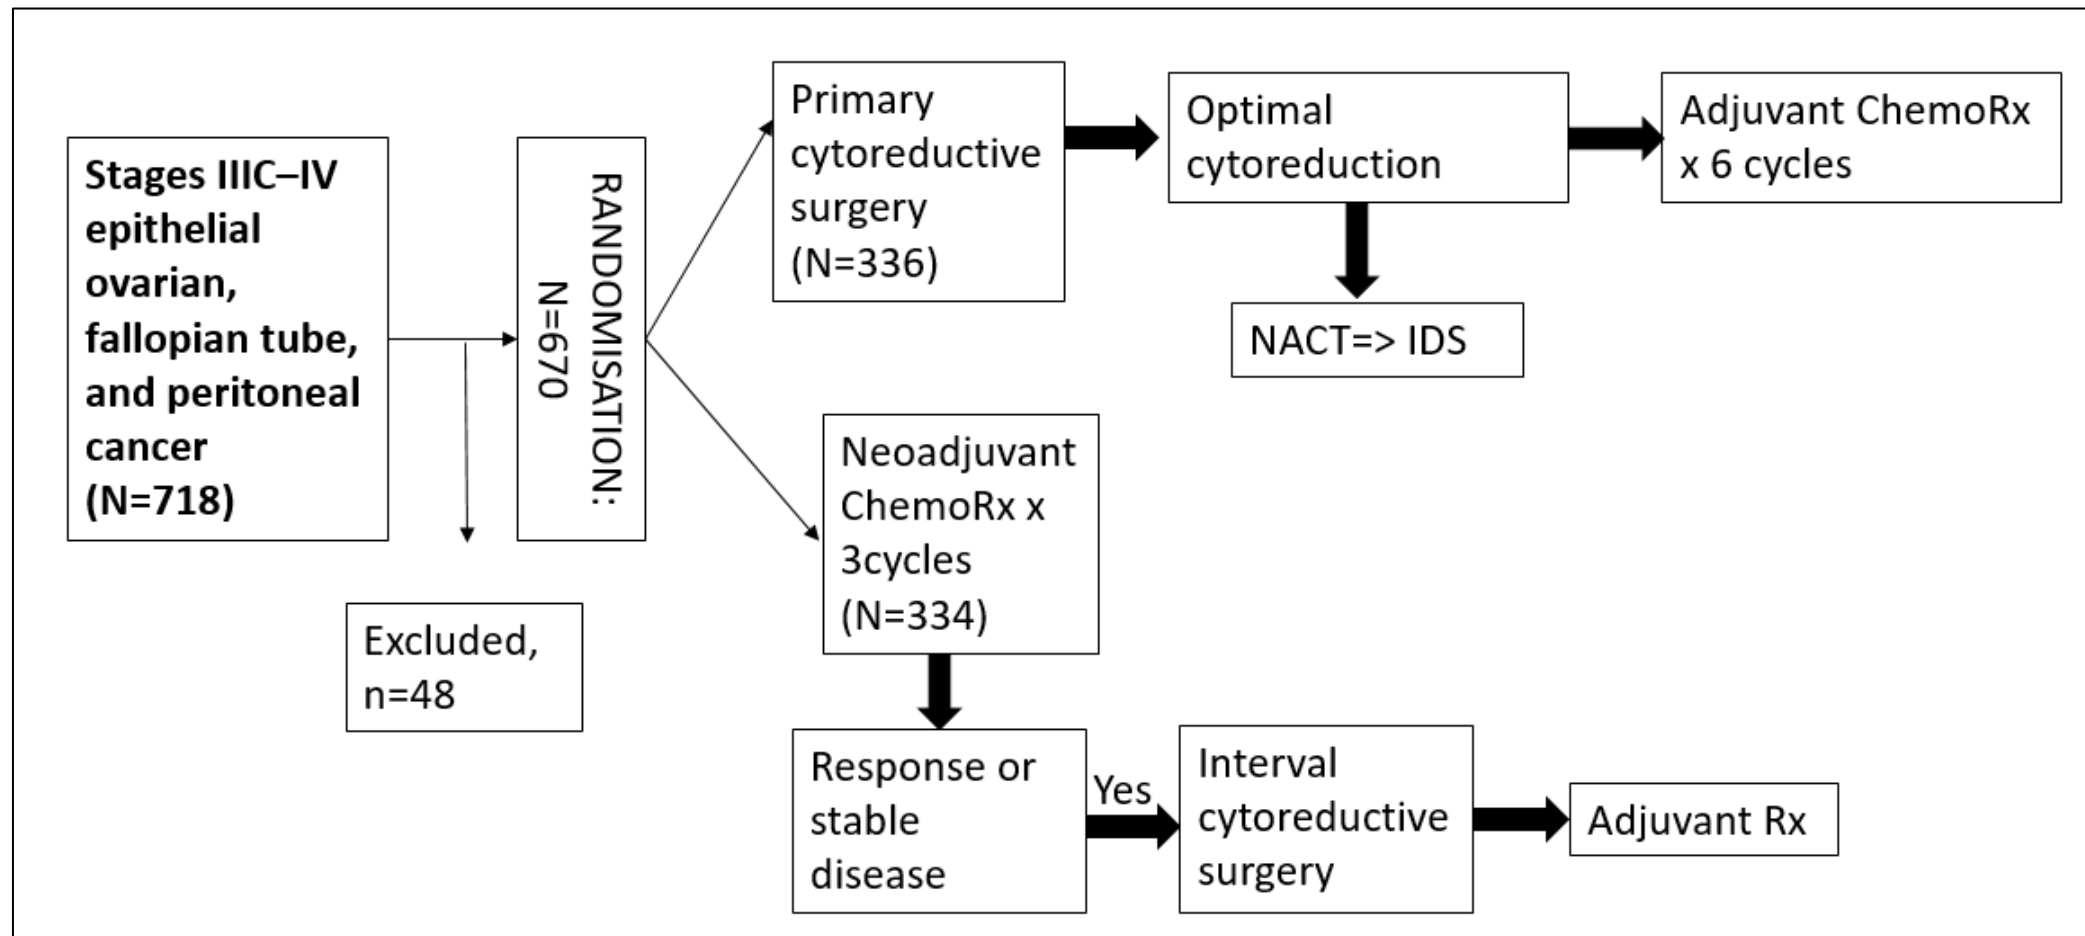 Stages IIIC–IV
epithelial
ovarian,
fallopian tube,
and peritoneal
cancer
(N=718)
Excluded,
n=48
RANDOMISATION:
N=670
Primary
cytoreductive
surgery
(N=336)
Optimal
cytoreduction
Adjuvant ChemoRx
x 6 cycles
NACT=> IDS
Neoadjuvant
ChemoRx x
3cycles
(N=334)
Response or
stable
disease
Yes
Interval
cytoreductive
surgery
Adjuvant Rx